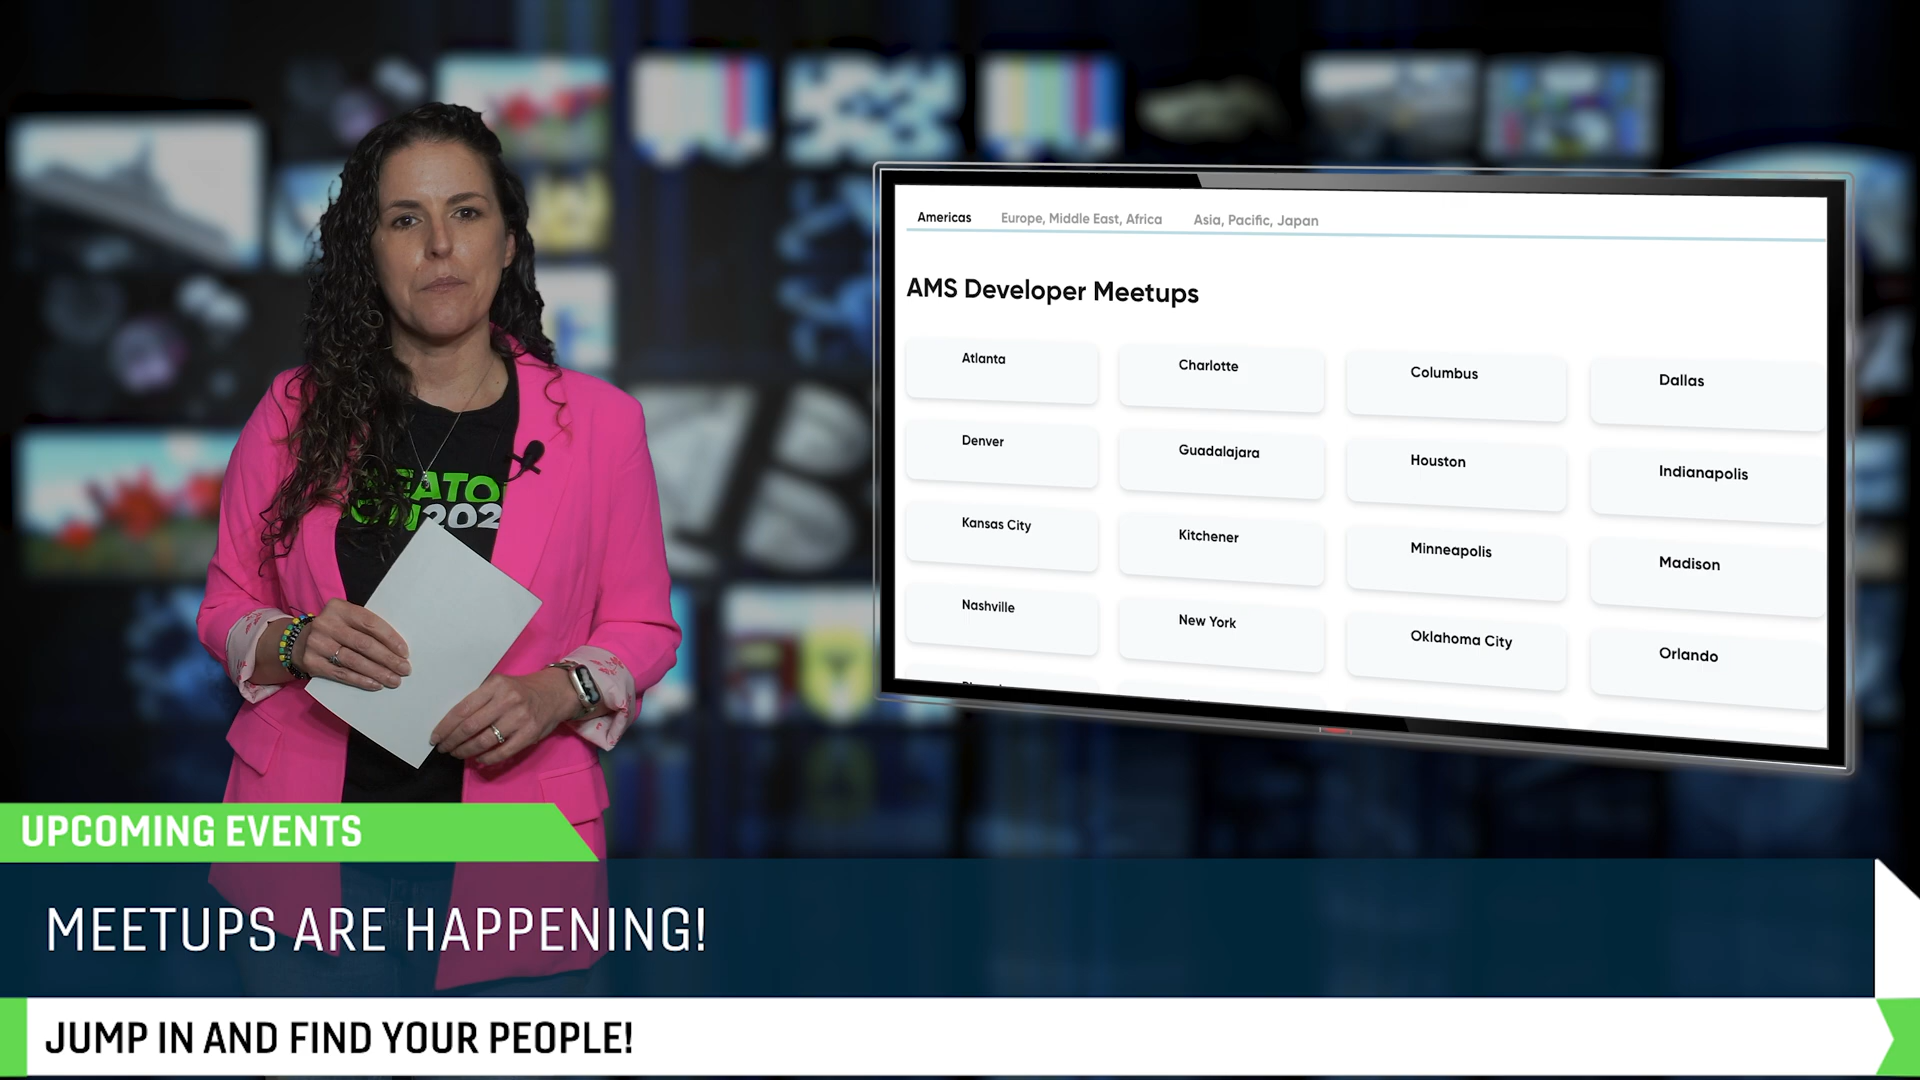 Americas Europe, Middle East, Africa Asia, Pacific, Japan
AMS Developer Meetups
Atlanta Charlotte Columbus Dallas
Denver Guadalajara Houston Indianapolis
Kansas City Kitchener Minneapolis Madison
Nashville New York Oklahoma City Orlando
202
UPCOMING EVENTS
MEETUPS ARE HAPPENING!
JUMP IN AND FIND YOUR PEOPLE!